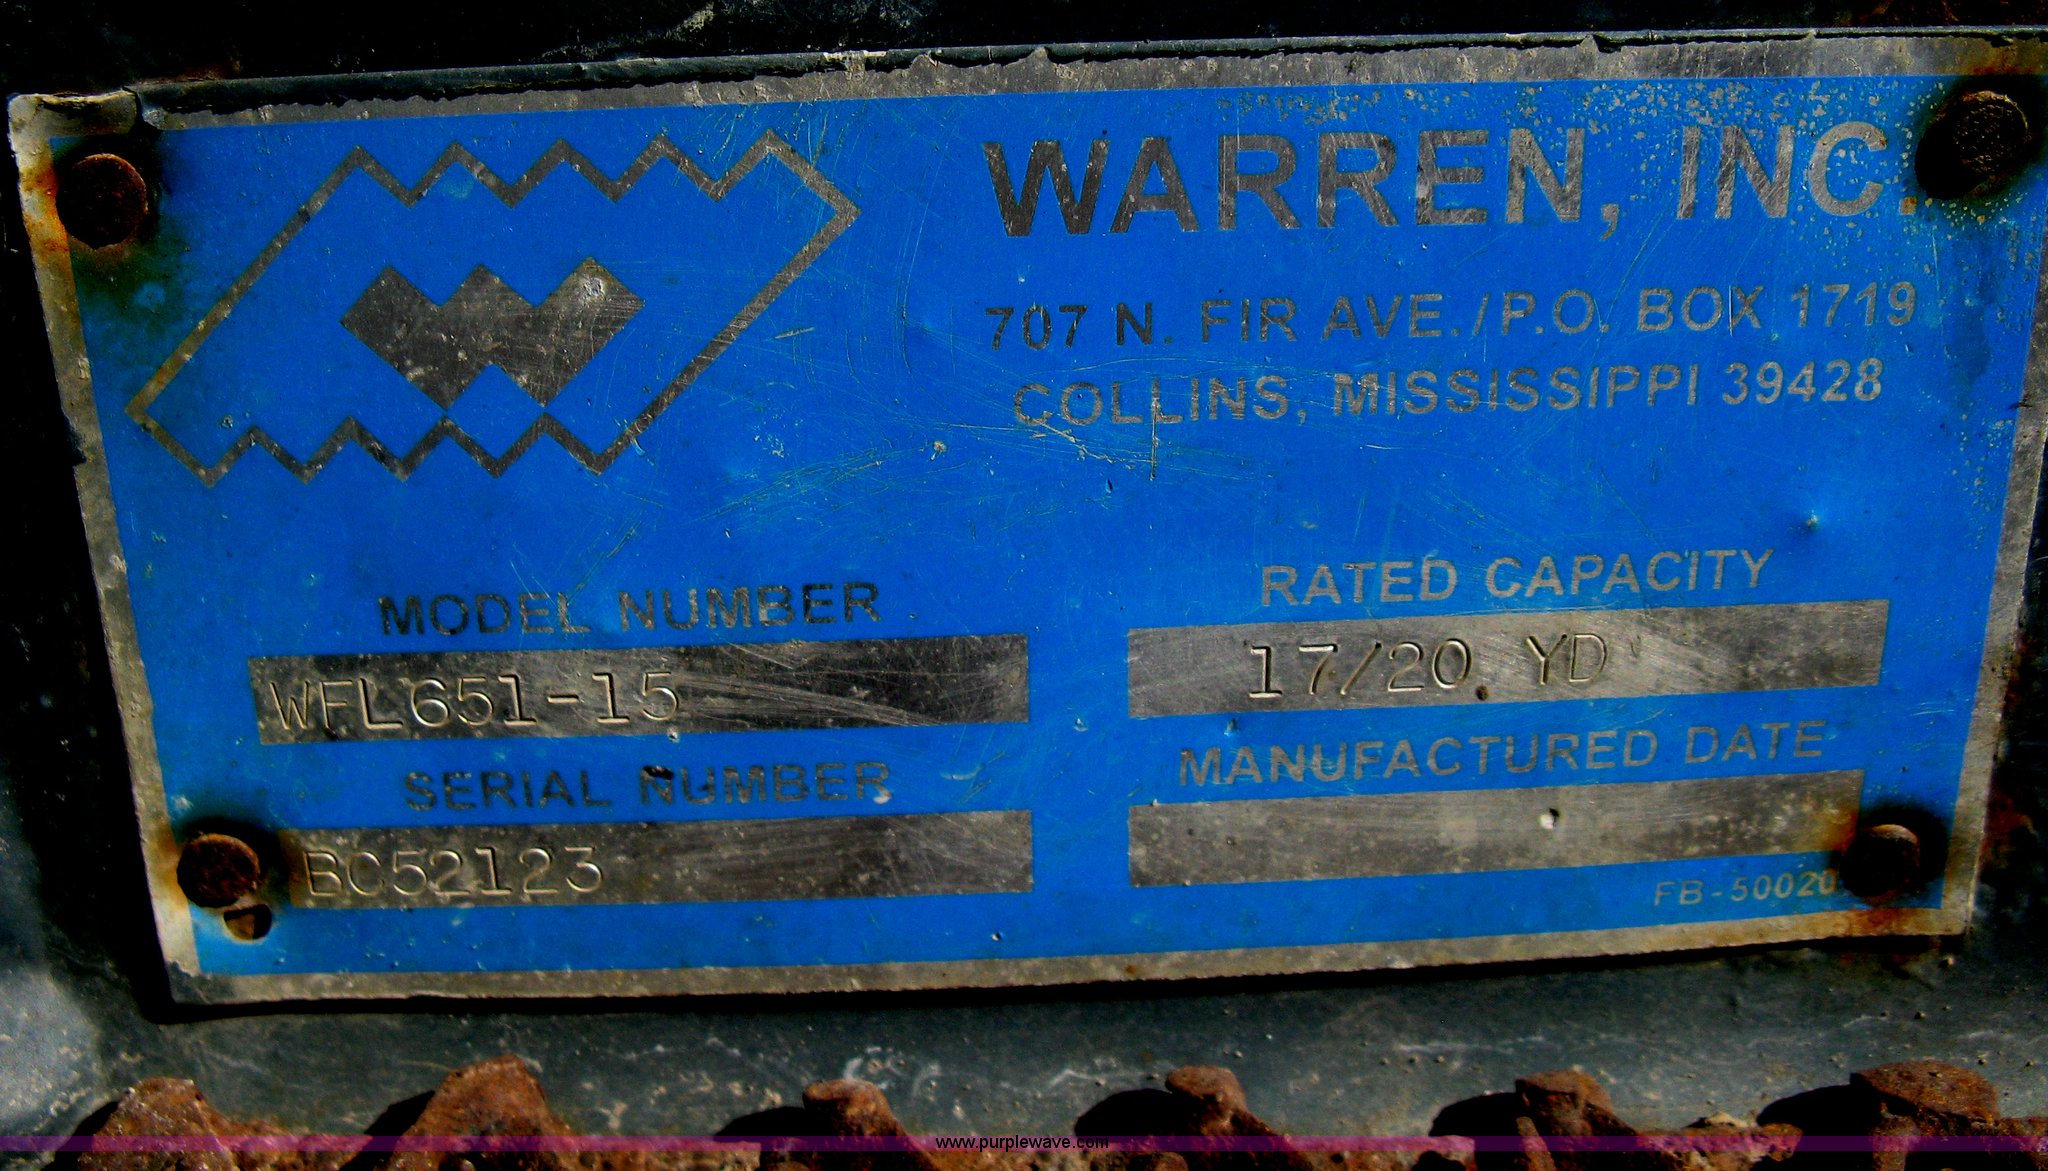 WARREN, INC.
707 N. FIR AVE./P.O. BOX 1719
COLLINS, MISSISSIPPI 39428
MODEL NUMBER
WFL651-15
RATED CAPACITY
17/20 YD
SERIAL NUMBER
BC52123
MANUFACTURED DATE
FB-50020
www.purplewave.com